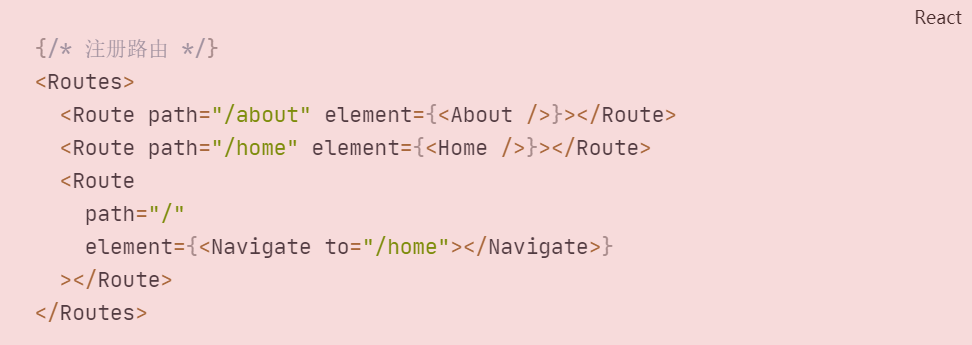 React
{/* 注册路由 */}
<Routes>
  <Route path="/about" element={<About />}></Route>
  <Route path="/home" element={<Home />}></Route>
  <Route
    path="/"
    element={<Navigate to="/home"></Navigate>}
  ></Route>
</Routes>